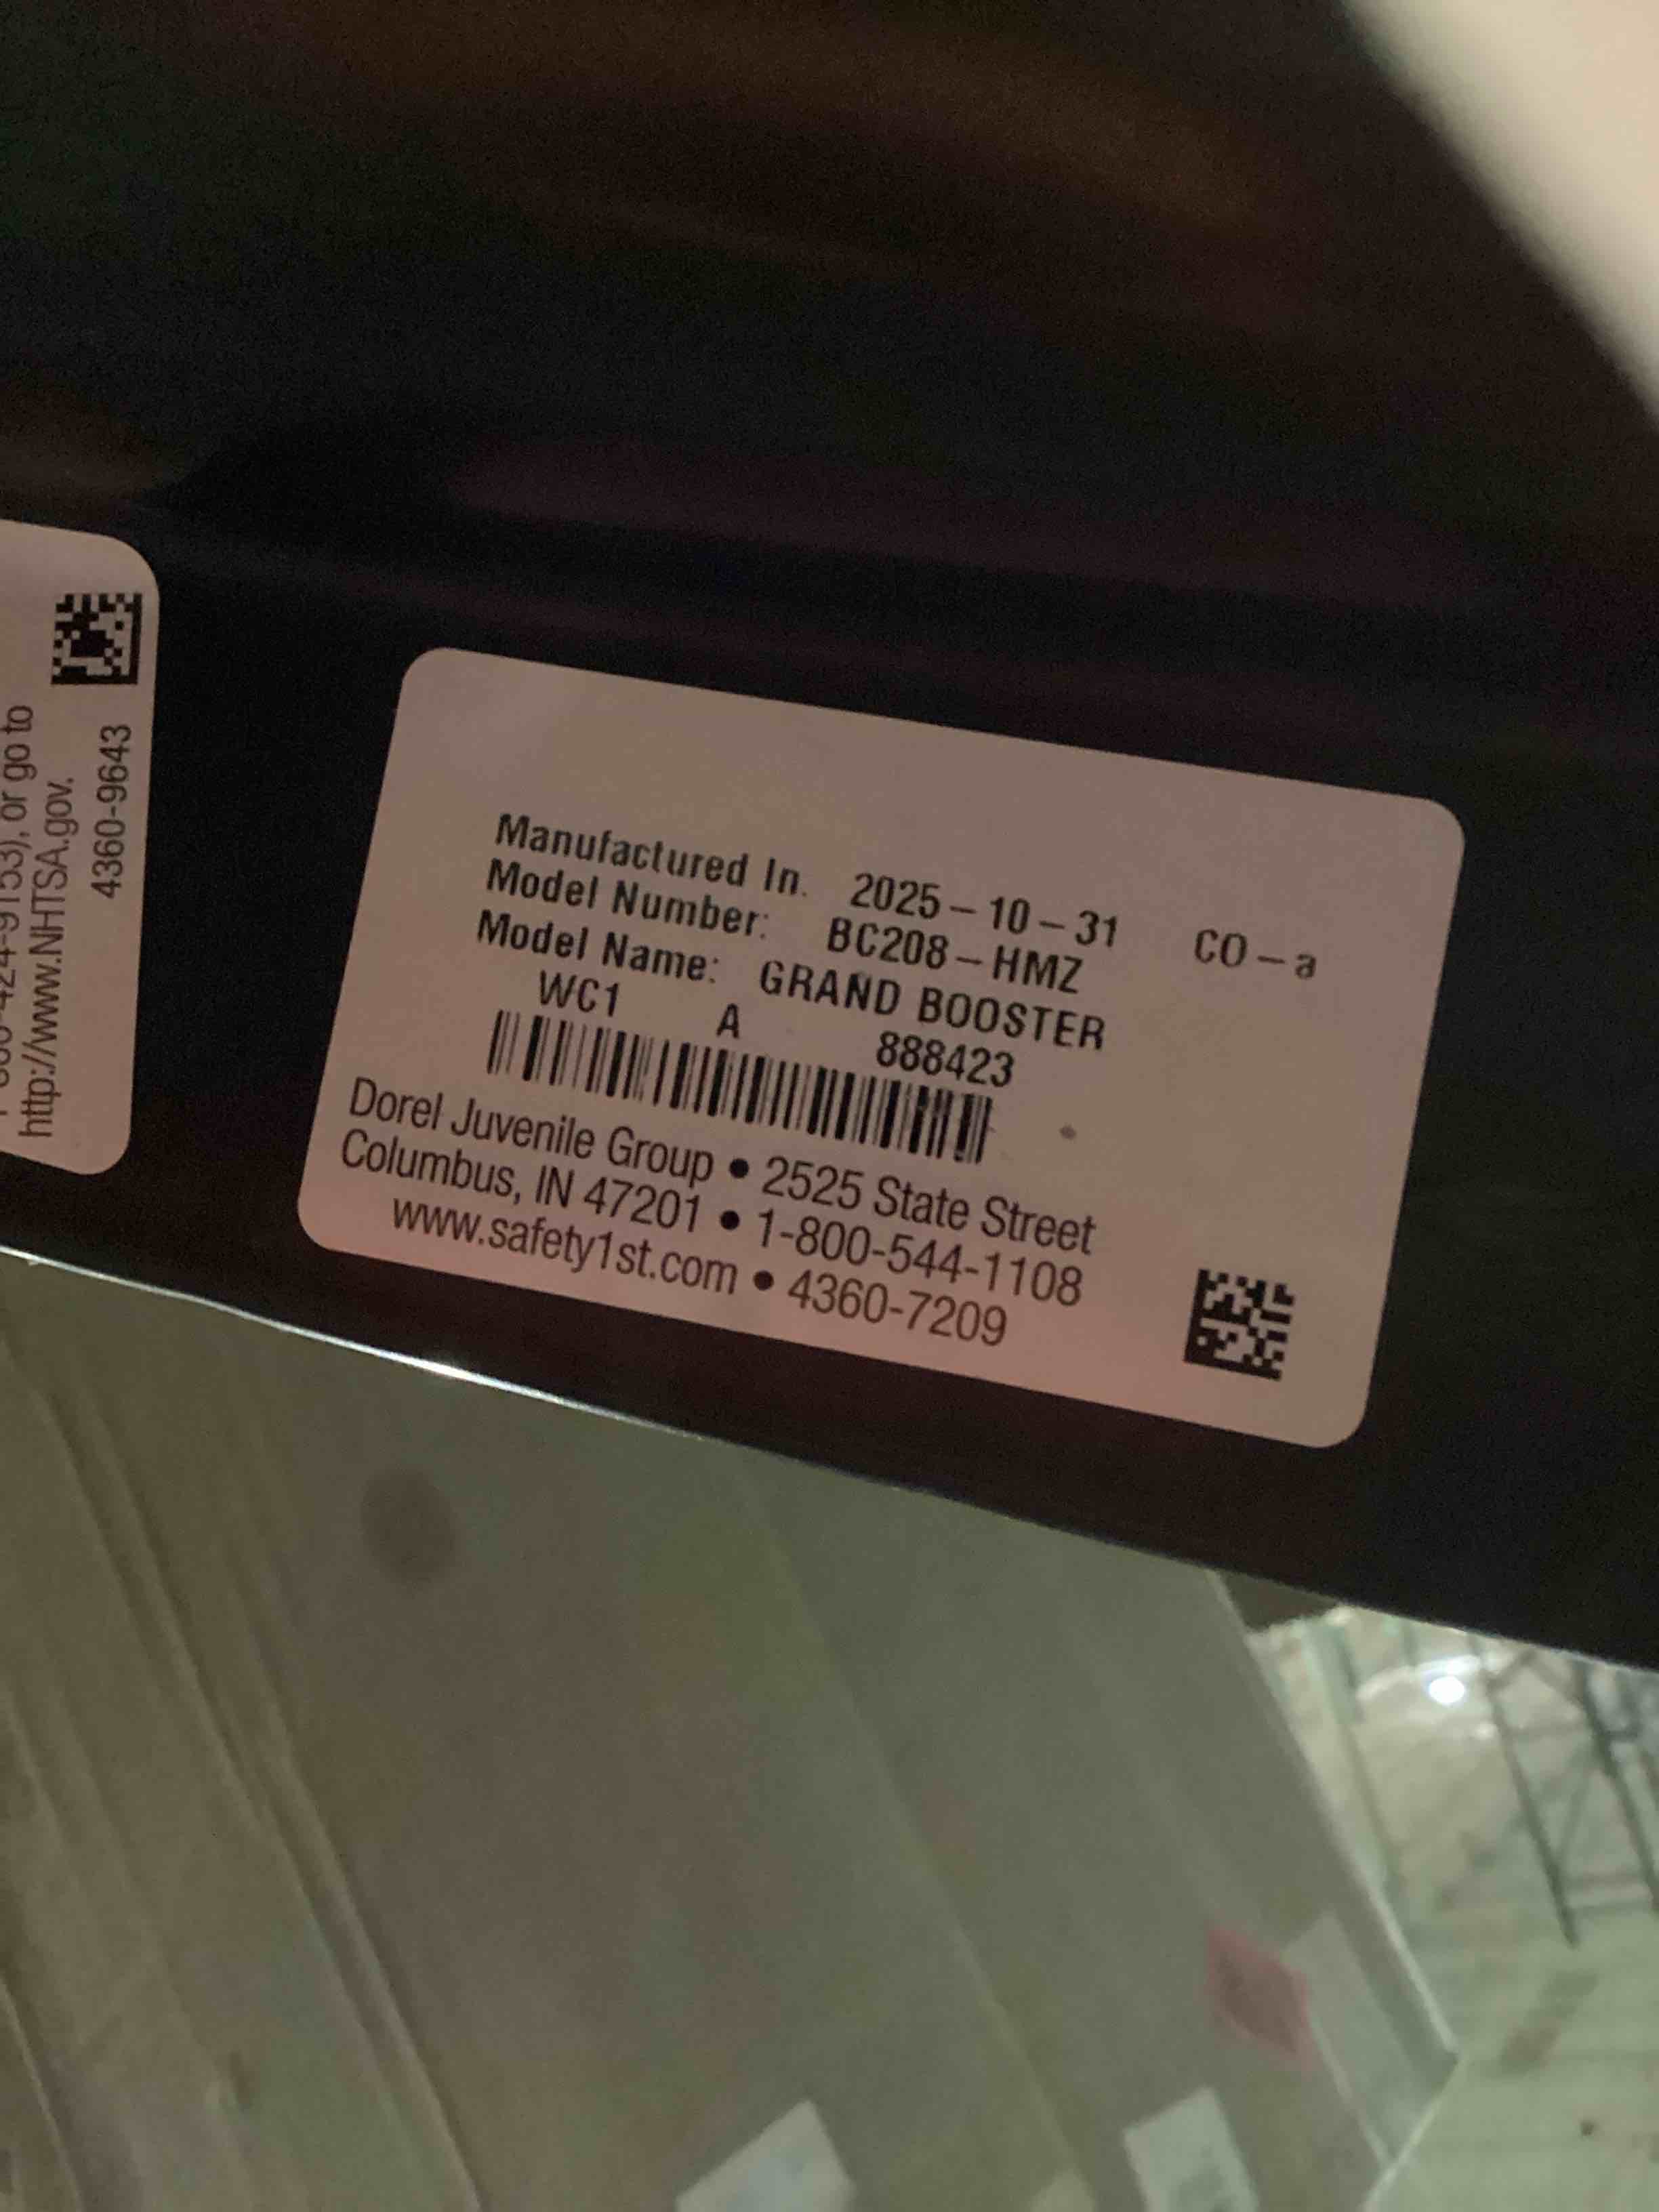 or go to
http://www.NHTSA.gov.
4360-9643
Manufactured In. 2025-10-31 CO-a
Model Number: BC208-HMZ
Model Name: GRAND BOOSTER
WC1 A 888423
Dorel Juvenile Group • 2525 State Street
Columbus, IN 47201 • 1-800-544-1108
www.safety1st.com • 4360-7209